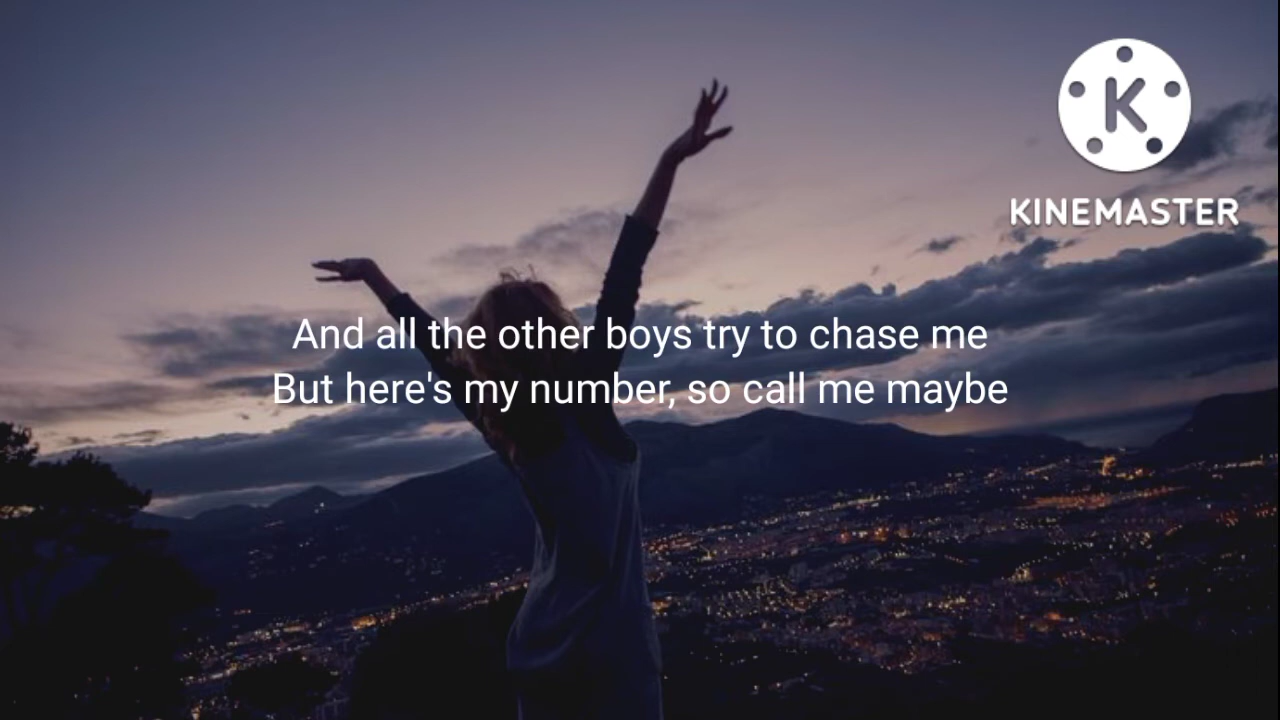 K
KINEMASTER
And all the other boys try to chase me
But here's my number, so call me maybe